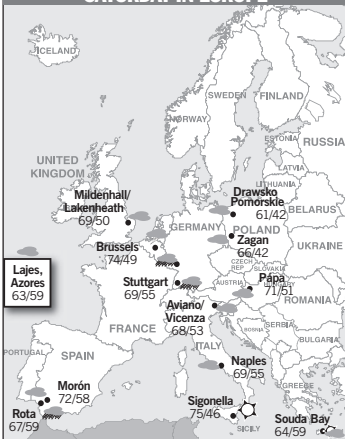 SATURDAY IN EUROPE
ICELAND
SWEDEN
FINLAND
NORWAY
ESTONIA
RUSSIA
LATVIA
LITHUANIA
UNITED
KINGDOM
Mildenhall/
Lakenheath
69/50
Drawsko
Pomorskie
61/42
BELARUS
GERMANY
POLAND
Brussels
74/49
Zagan
66/42
UKRAINE
Lajes,
Azores
63/59
CZECH
REP
SLOVAKIA
Stuttgart
69/55
AUSTRIA
Pápa
71/51
HUNGARY
ROMANIA
Aviano/
Vicenza
68/53
FRANCE
BOSNIA
SERBIA
BULGARIA
ITALY
PORTUGAL
SPAIN
Naples
69/55
Morón
72/58
GREECE
Sigonella
75/46
Rota
67/59
SICILY
Souda Bay
64/59